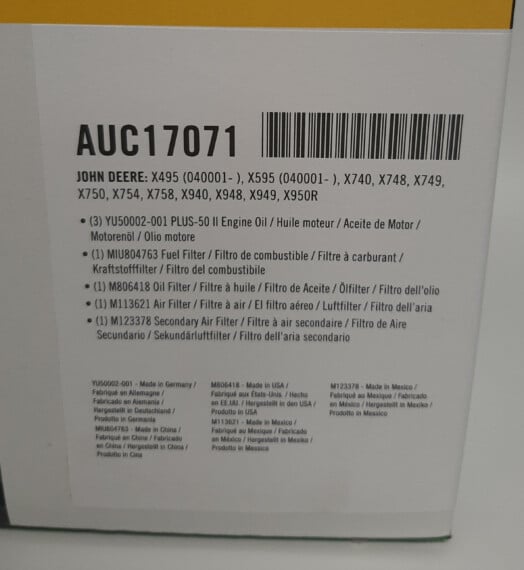 AUC17071
JOHN DEERE: X495 (040001- ), X595 (040001- ), X740, X748, X749,
X750, X754, X758, X940, X948, X949, X950R
• (3) YU50002-001 PLUS-50 II Engine Oil / Huile moteur / Aceite de Motor /
Motorenöl / Olio motore
• (1) MIU804763 Fuel Filter / Filtro de combustible / Filtre à carburant /
Kraftstofffilter / Filtro del combustibile
• (1) M806418 Oil Filter / Filtre à huile / Filtro de Aceite / Ölfilter / Filtro dell'olio
• (1) M113621 Air Filter / Filtre à air / El filtro aéreo / Luftfilter / Filtro dell'aria
• (1) M123378 Secondary Air Filter / Filtre à air secondaire / Filtro de Aire
Secundario / Sekundärluftfilter / Filtro dell'aria secondario
YU50002-001 - Made in Germany /
Fabriqué en Allemagne /
Fabricado en Alemania /
Hergestellt in Deutschland /
Prodotto in Germania
MIU804763 - Made in China /
Fabriqué en Chine / Fabricado
en China / Hergestellt in China /
Prodotto in Cina
M806418 - Made in USA /
Fabriqué aux États-Unis. / Hecho
en EE.UU. / Hergestellt in den USA /
Prodotto in USA
M113621 - Made in Mexico /
Fabriqué au Mexique / Fabricado
en México / Hergestellt in Mexiko /
Prodotto in Messico
M123378 - Made in Mexico /
Fabriqué au Mexique / Fabricado
en México / Hergestellt in Mexiko /
Prodotto in Messico